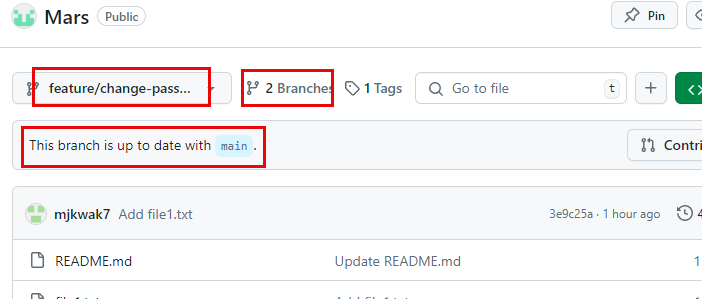 Mars Public Pin
feature/change-pass... 2 Branches 1 Tags Go to file t
This branch is up to date with main.
mjkwak7 Add file1.txt 3e9c25a · 1 hour ago 4
README.md Update README.md 1